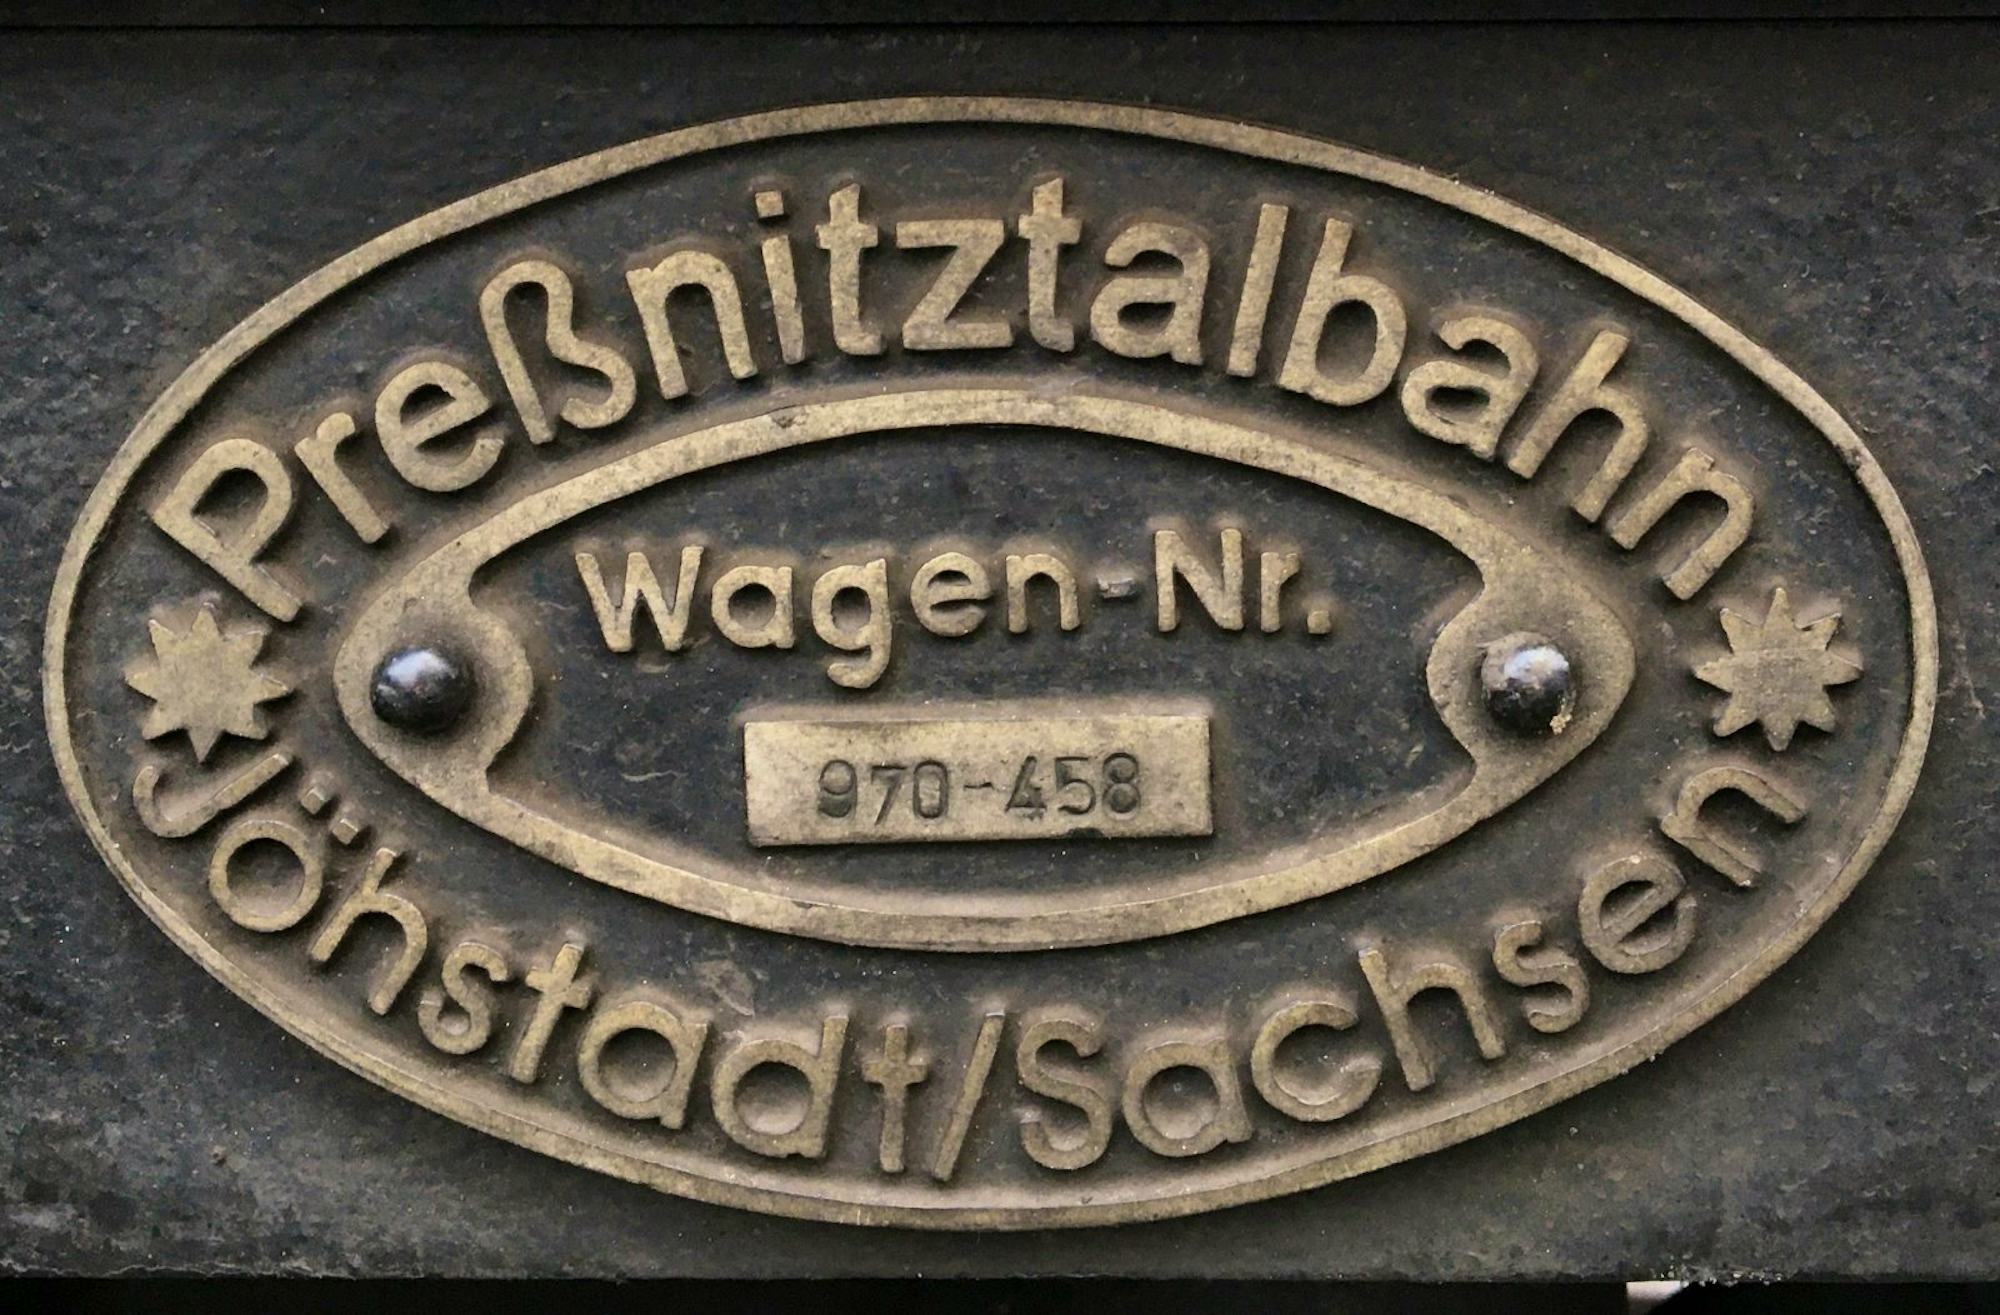 Preßnitztalbahn
Wagen-Nr.
970-458
Jöhstadt/Sachsen